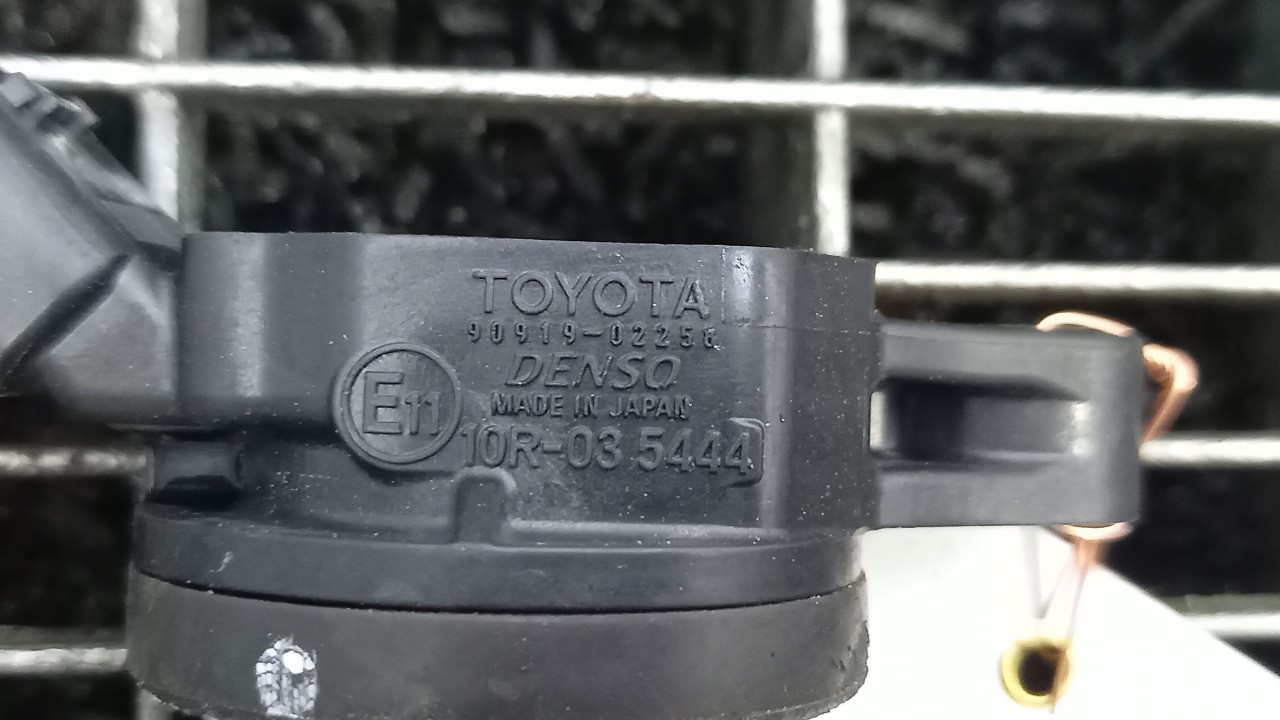 TOYOTA
90919-02258
DENSO
MADE IN JAPAN
E11
10R-03 5444